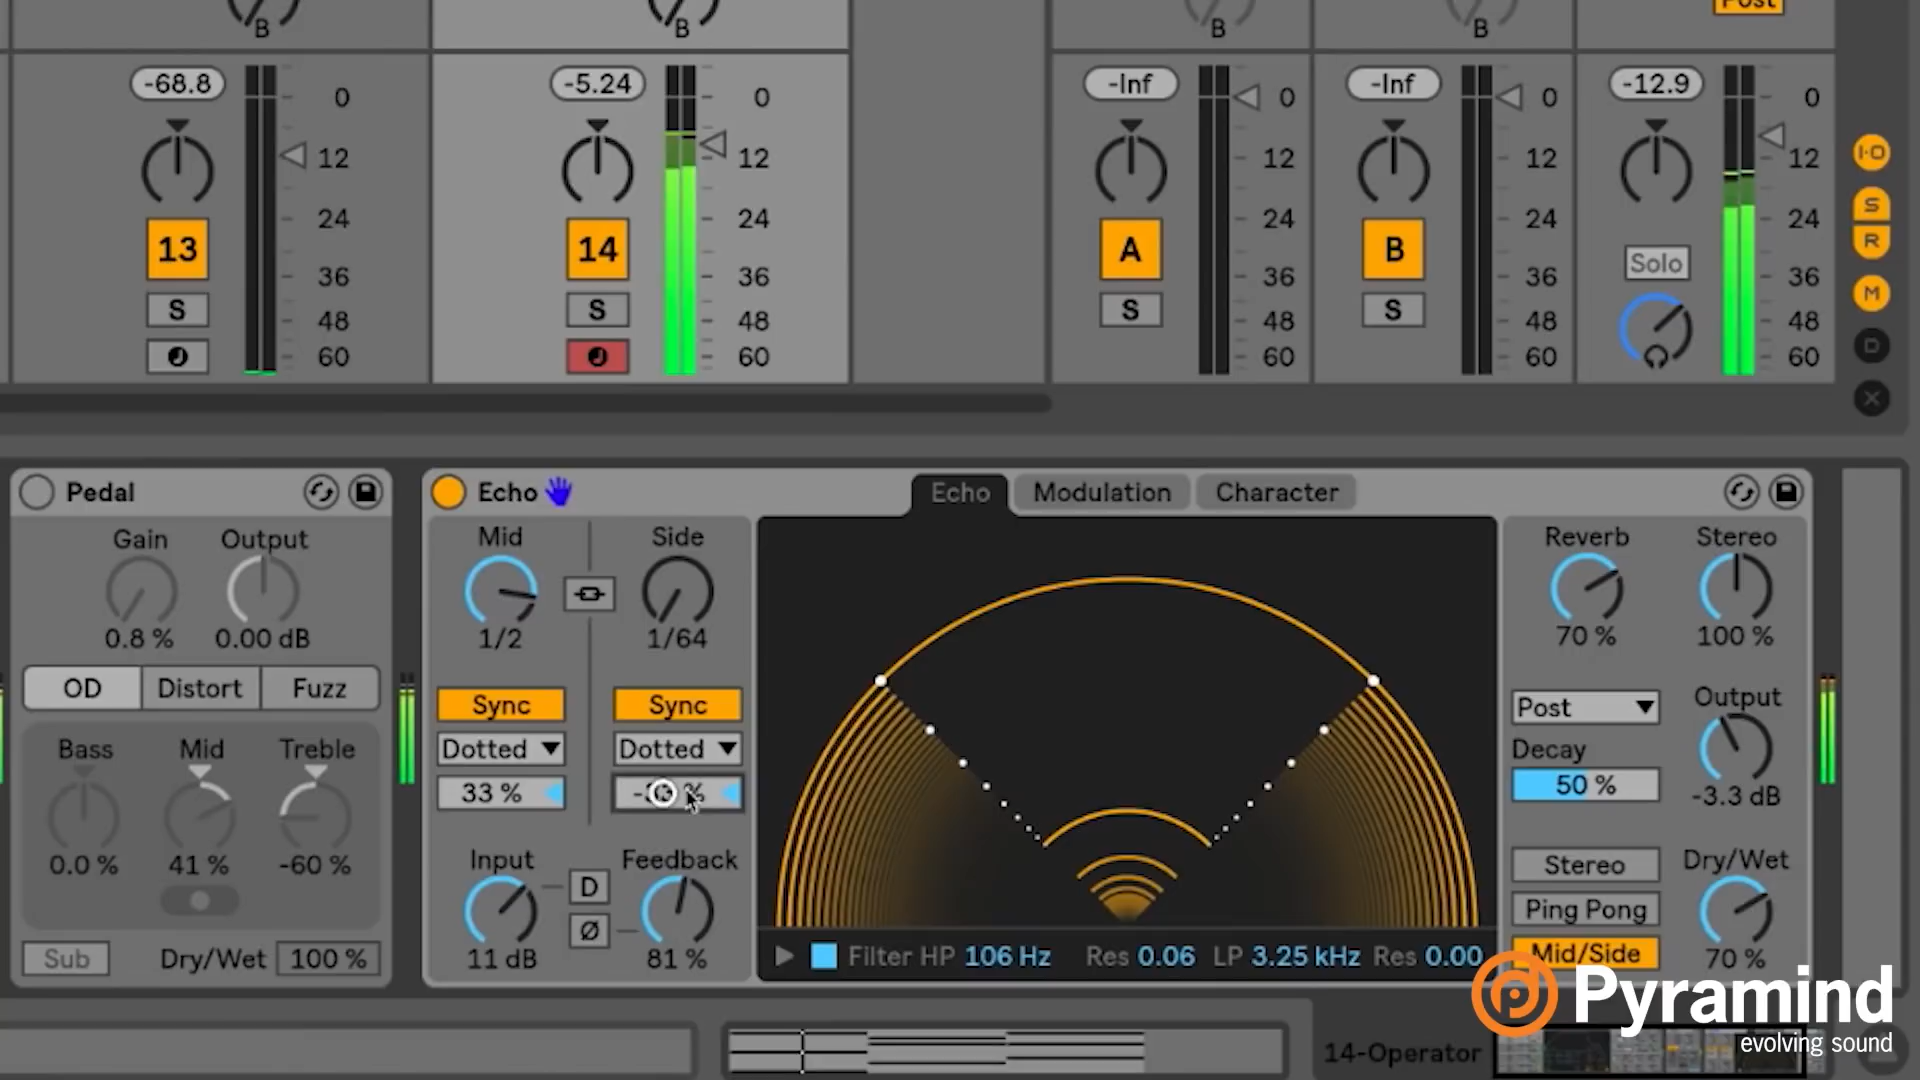 B B B B Post
-68.8 0 -5.24 0 -Inf 0 -Inf 0 -12.9 0
12 12 12 12 12
I·O
24 24 24 24 24
S
R
13 14 A B Solo
36 36 36 36 36
M
S S S S
48 48 48 48 48
D
60 60 60 60 60
Pedal
Gain Output
0.8 % 0.00 dB
OD Distort Fuzz
Bass Mid Treble
0.0 % 41 % -60 %
Sub Dry/Wet 100 %
Echo
Echo Modulation Character
Mid Side
1/2 1/64
Sync Sync
Dotted Dotted
33 %
Input Feedback
D
Ø
11 dB 81 %
Filter HP 106 Hz Res 0.06 LP 3.25 kHz Res 0.00
Reverb Stereo
70 % 100 %
Post Output
Decay
50 % -3.3 dB
Stereo Dry/Wet
Ping Pong
Mid/Side 70 %
Pyramind
evolving sound
14-Operator